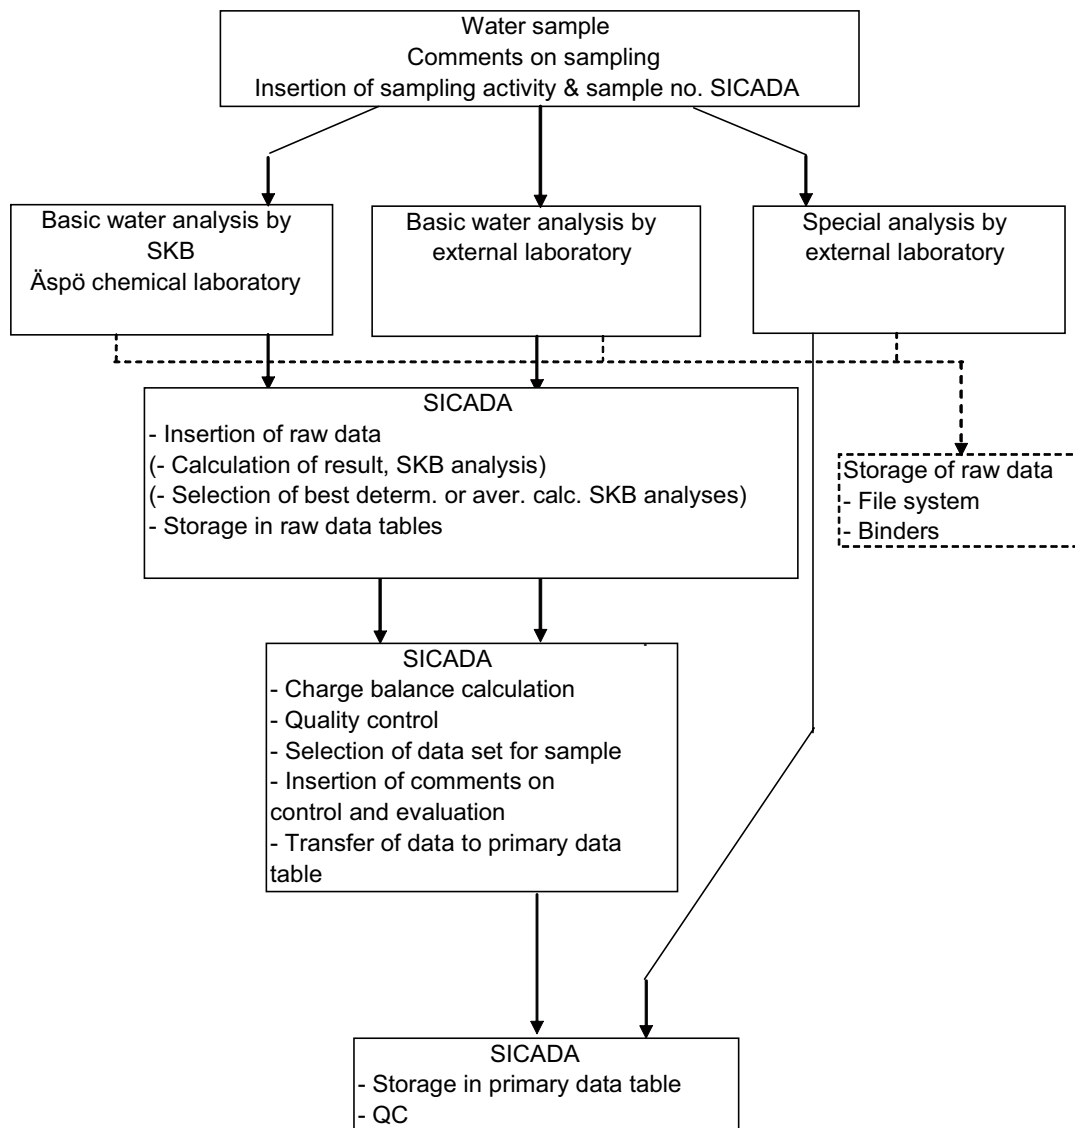 Water sample
Comments on sampling
Insertion of sampling activity & sample no. SICADA
Basic water analysis by
SKB
Äspö chemical laboratory
Basic water analysis by
external laboratory
Special analysis by
external laboratory
SICADA
- Insertion of raw data
(- Calculation of result, SKB analysis)
(- Selection of best determ. or aver. calc. SKB analyses)
- Storage in raw data tables
Storage of raw data
- File system
- Binders
SICADA
- Charge balance calculation
- Quality control
- Selection of data set for sample
- Insertion of comments on
control and evaluation
- Transfer of data to primary data
table
SICADA
- Storage in primary data table
- QC